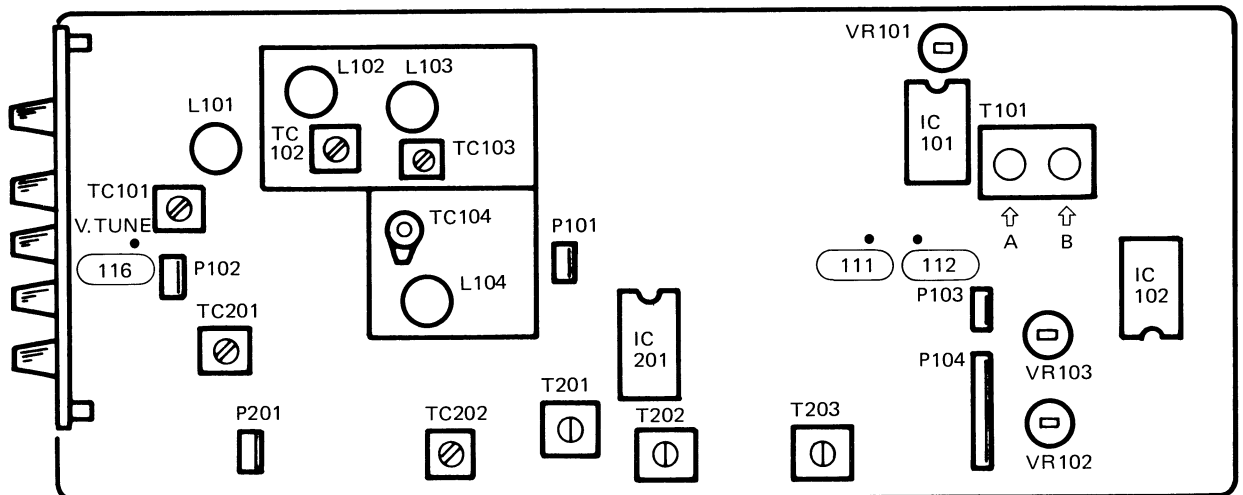 VR101
L102 L103
L101
T101
IC
101
TC
102
TC103
TC101
V. TUNE
TC104
P101
A B
116
P102
111
112
IC
102
L104
P103
TC201
IC
201
P104
VR103
T201
P201
TC202
T202
T203
VR102